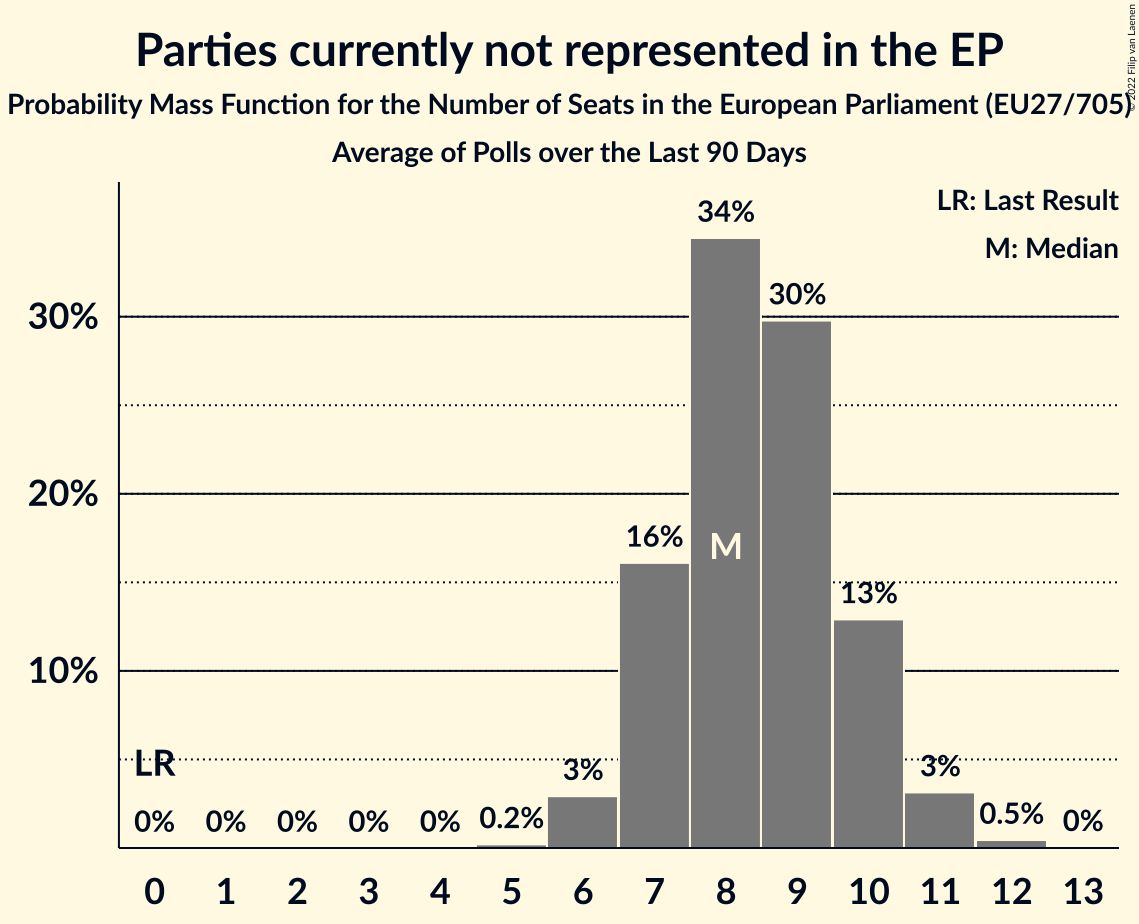 Parties currently not represented in the EP
Probability Mass Function for the Number of Seats in the European Parliament (EU27/705)
Average of Polls over the Last 90 Days
© 2022 Filip van Laenen
LR: Last Result
M: Median
34%
30%
30%
20%
16%
M
13%
10%
LR
3%
3%
0%
0%
0%
0%
0%
0.2%
0.5%
0%
0 1 2 3 4 5 6 7 8 9 10 11 12 13